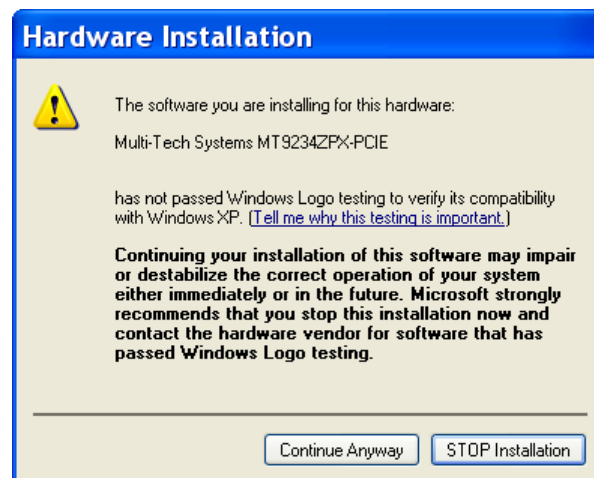 Hardware Installation
The software you are installing for this hardware:
Multi-Tech Systems MT9234ZPX-PCIE
has not passed Windows Logo testing to verify its compatibility
with Windows XP. (Tell me why this testing is important.)
Continuing your installation of this software may impair
or destabilize the correct operation of your system
either immediately or in the future. Microsoft strongly
recommends that you stop this installation now and
contact the hardware vendor for software that has
passed Windows Logo testing.
Continue Anyway STOP Installation